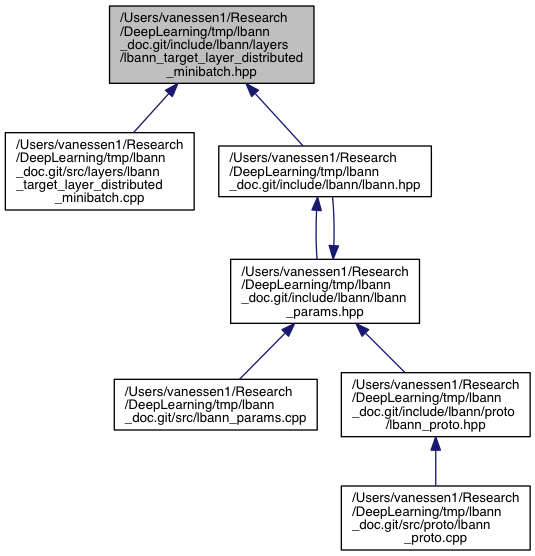 /Users/vanessen1/Research
/DeepLearning/tmp/lbann
_doc.git/include/lbann/layers
/lbann_target_layer_distributed
_minibatch.hpp
/Users/vanessen1/Research
/DeepLearning/tmp/lbann
_doc.git/src/layers/lbann
_target_layer_distributed
_minibatch.cpp
/Users/vanessen1/Research
/DeepLearning/tmp/lbann
_doc.git/include/lbann/lbann.hpp
/Users/vanessen1/Research
/DeepLearning/tmp/lbann
_doc.git/include/lbann/lbann
_params.hpp
/Users/vanessen1/Research
/DeepLearning/tmp/lbann
_doc.git/src/lbann_params.cpp
/Users/vanessen1/Research
/DeepLearning/tmp/lbann
_doc.git/include/lbann/proto
/lbann_proto.hpp
/Users/vanessen1/Research
/DeepLearning/tmp/lbann
_doc.git/src/proto/lbann
_proto.cpp